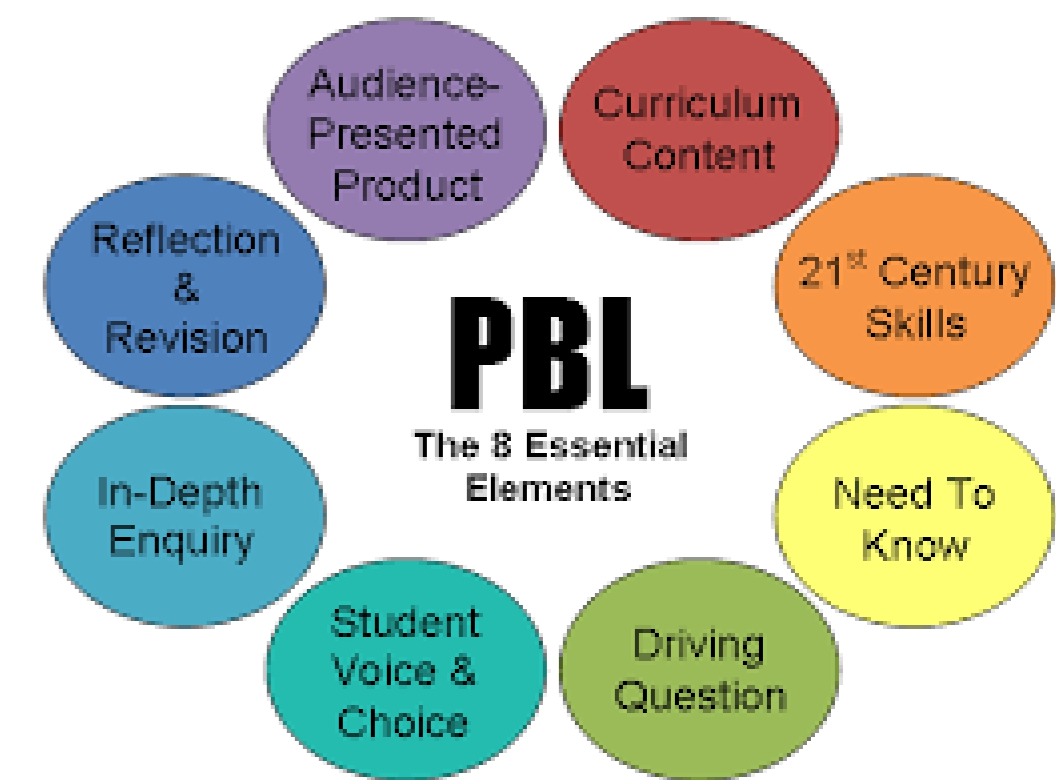 Audience-
Presented
Product
Curriculum
Content
21st Century
Skills
Need To
Know
Driving
Question
Student
Voice &
Choice
In-Depth
Enquiry
Reflection
&
Revision
PBL
The 8 Essential
Elements